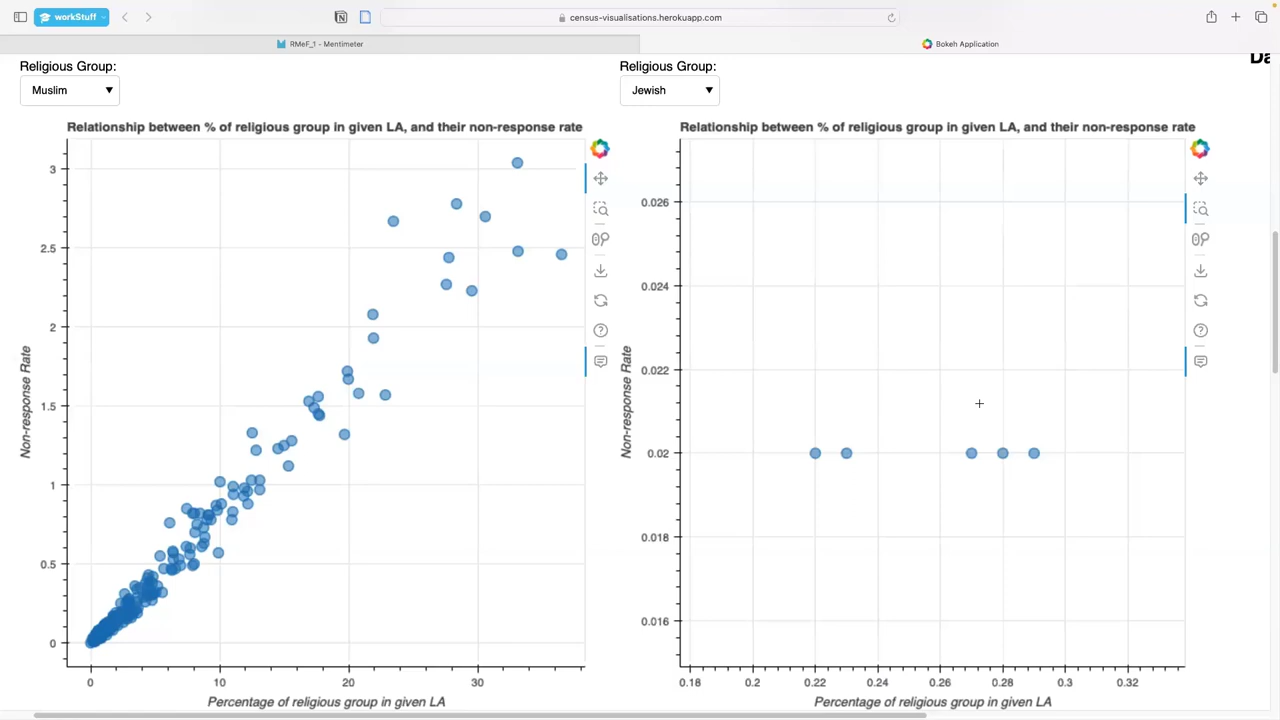 workStuff
census-visualisations.herokuapp.com
RMeF_1 - Mentimeter
Bokeh Application
Religious Group:
Muslim
Relationship between % of religious group in given LA, and their non-response rate
3
2.5
2
1.5
1
0.5
0
Non-response Rate
0
10
20
30
Percentage of religious group in given LA
Religious Group:
Jewish
Relationship between % of religious group in given LA, and their non-response rate
0.026
0.024
0.022
0.02
0.018
0.016
Non-response Rate
0.18
0.2
0.22
0.24
0.26
0.28
0.3
0.32
Percentage of religious group in given LA